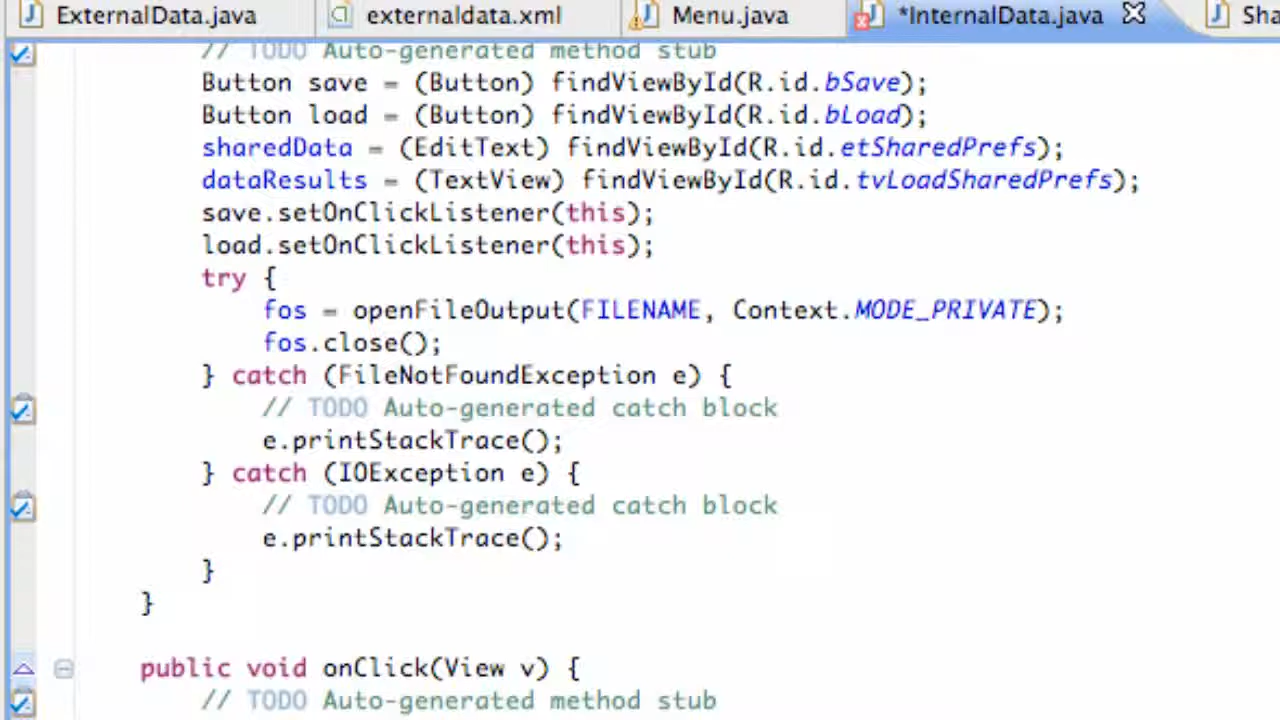 ExternalData.java externaldata.xml Menu.java *InternalData.java Sha
// TODO Auto-generated method stub
Button save = (Button) findViewById(R.id.bSave);
Button load = (Button) findViewById(R.id.bLoad);
sharedData = (EditText) findViewById(R.id.etSharedPrefs);
dataResults = (TextView) findViewById(R.id.tvLoadSharedPrefs);
save.setOnClickListener(this);
load.setOnClickListener(this);
try {
fos = openFileOutput(FILENAME, Context.MODE_PRIVATE);
fos.close();
} catch (FileNotFoundException e) {
// TODO Auto-generated catch block
e.printStackTrace();
} catch (IOException e) {
// TODO Auto-generated catch block
e.printStackTrace();
}
}
public void onClick(View v) {
// TODO Auto-generated method stub